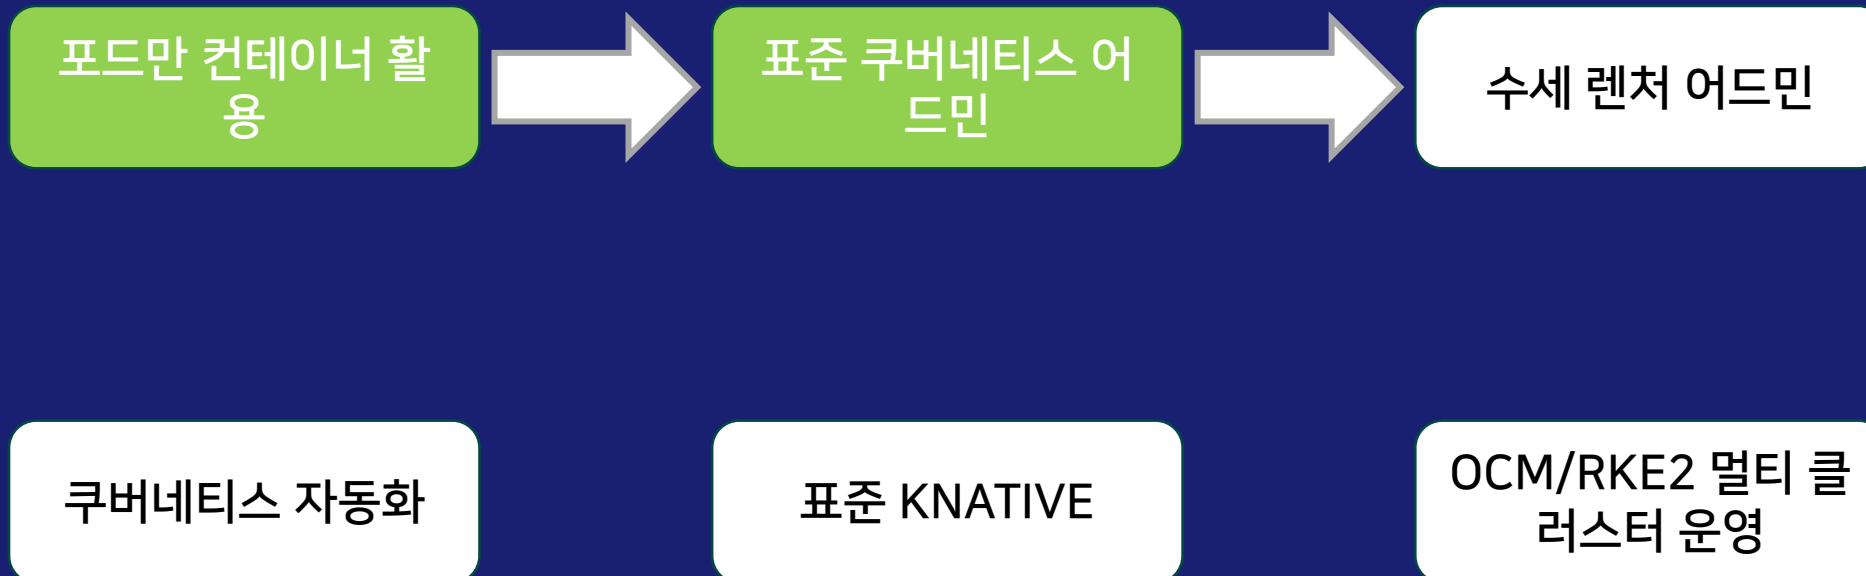 포드만 컨테이너 활
용
표준 쿠버네티스 어
드민
수세 렌처 어드민
쿠버네티스 자동화
표준 KNATIVE
OCM/RKE2 멀티 클
러스터 운영